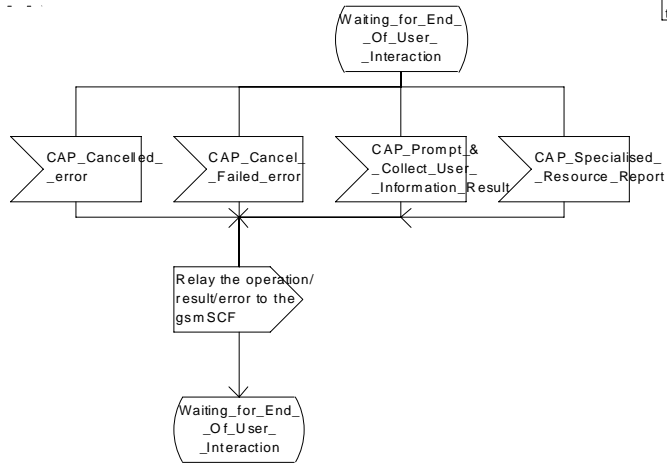 Waiting_for_End_
_Of_User_
_Interaction
CAP_Cancelled_
_error
CAP_Cancel_
_Failed_error
CAP_Prompt_&
_Collect_User_
_Information_Result
CAP_Specialised_
_Resource_Report
Relay the operation/
result/error to the
gsmSCF
Waiting_for_End_
_Of_User_
_Interaction